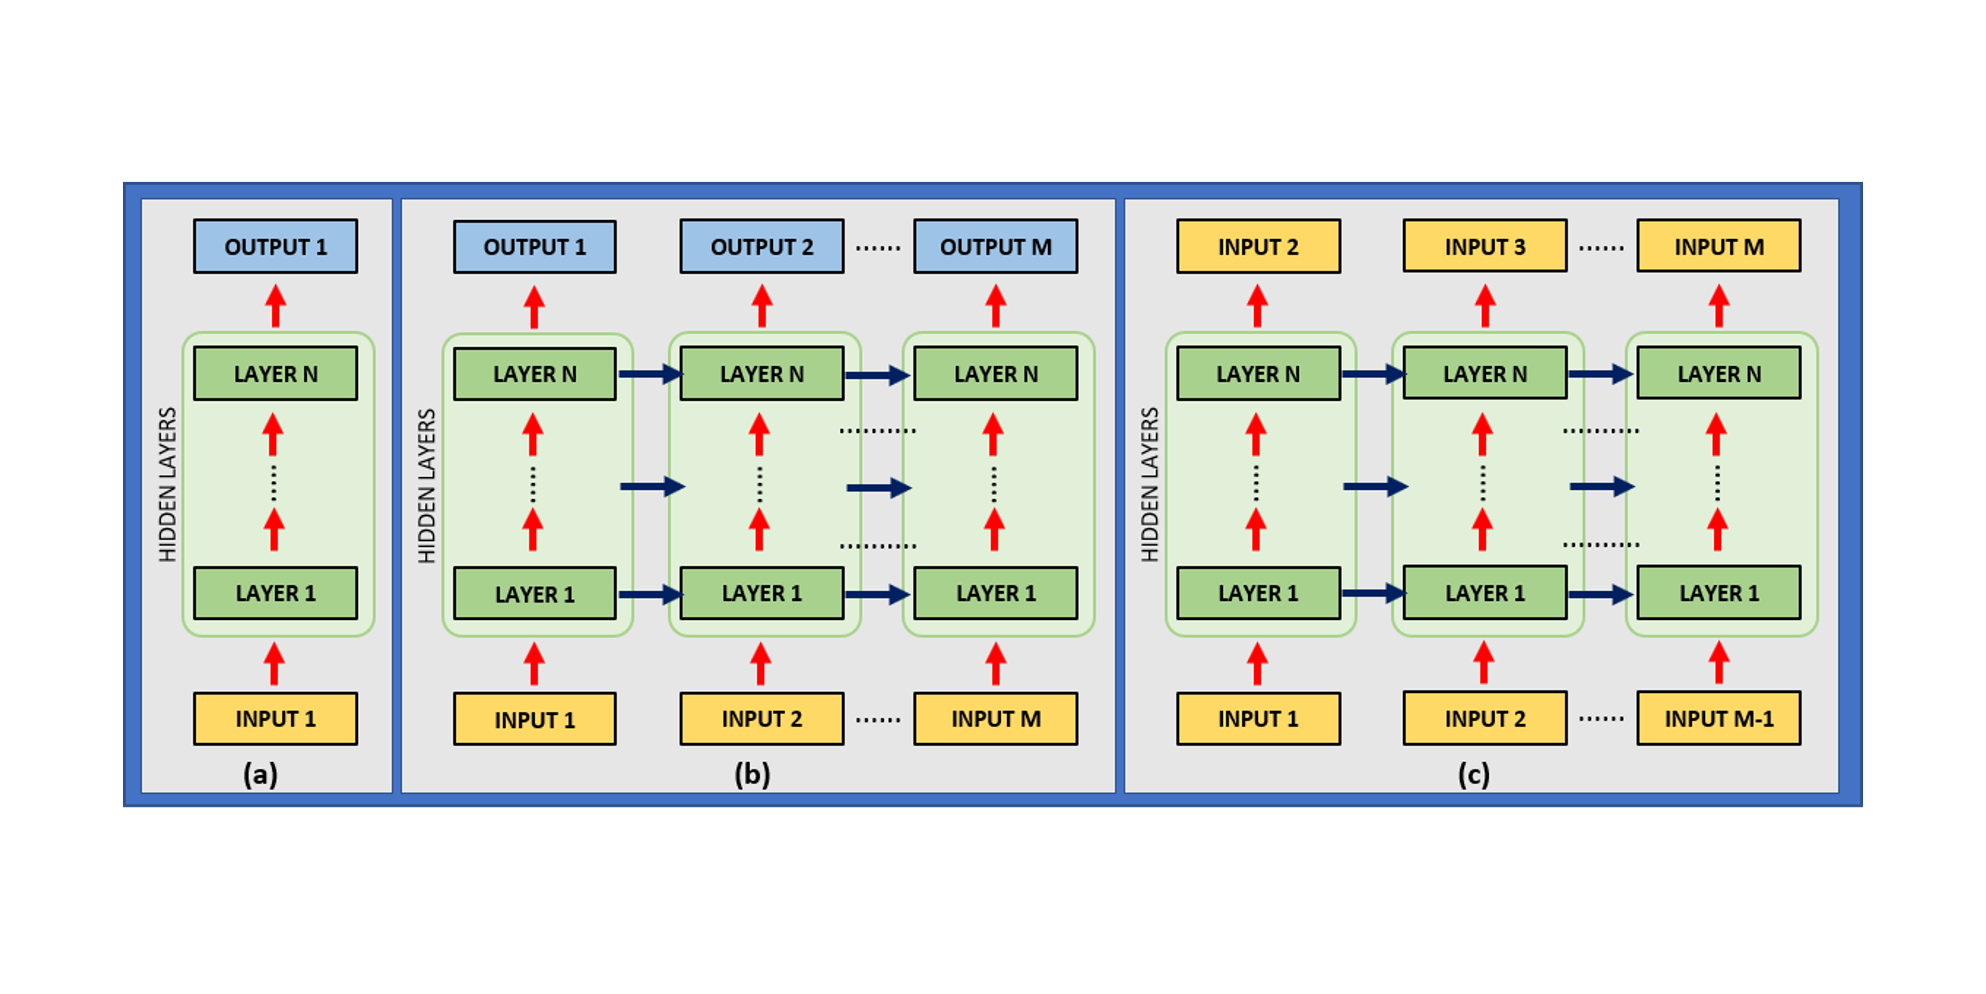 OUTPUT 1
LAYER N
HIDDEN LAYERS
LAYER 1
INPUT 1
(a)
OUTPUT 1 OUTPUT 2 ...... OUTPUT M
LAYER N LAYER N LAYER N
HIDDEN LAYERS
LAYER 1 LAYER 1 LAYER 1
INPUT 1 INPUT 2 ...... INPUT M
(b)
INPUT 2 INPUT 3 ...... INPUT M
LAYER N LAYER N LAYER N
HIDDEN LAYERS
LAYER 1 LAYER 1 LAYER 1
INPUT 1 INPUT 2 ...... INPUT M-1
(c)